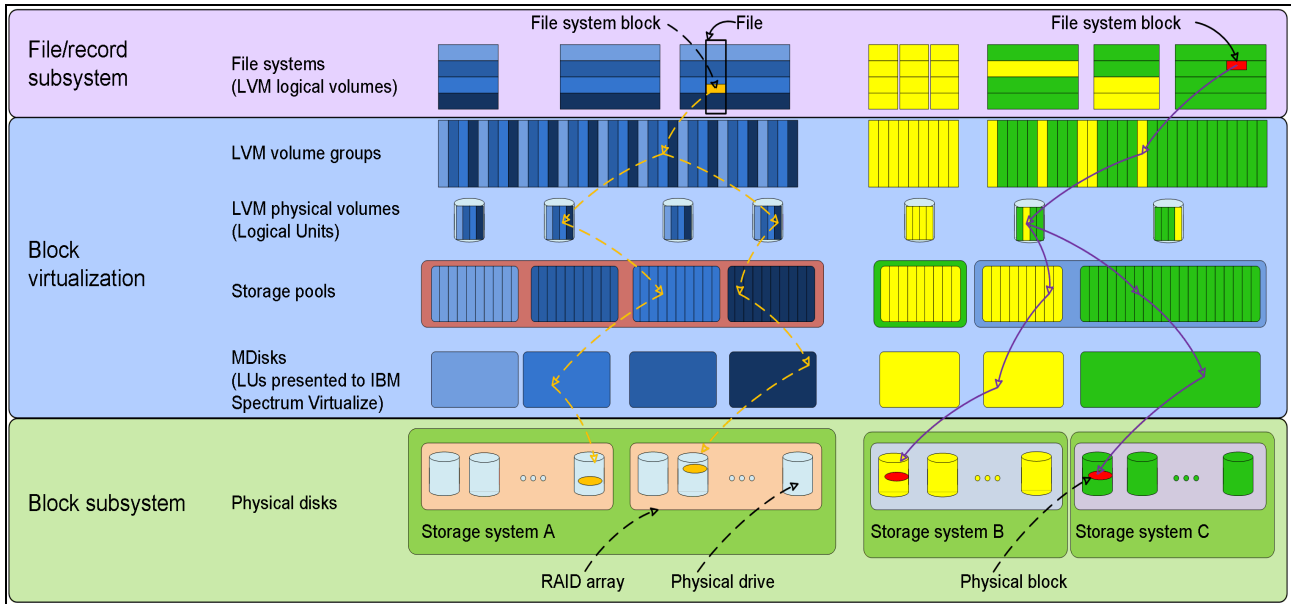 File system block
File
File system block
File/record
subsystem
File systems
(LVM logical volumes)
LVM volume groups
LVM physical volumes
(Logical Units)
Block
virtualization
Storage pools
MDisks
(LUs presented to IBM
Spectrum Virtualize)
Block subsystem
Physical disks
Storage system A
Storage system B
Storage system C
RAID array
Physical drive
Physical block